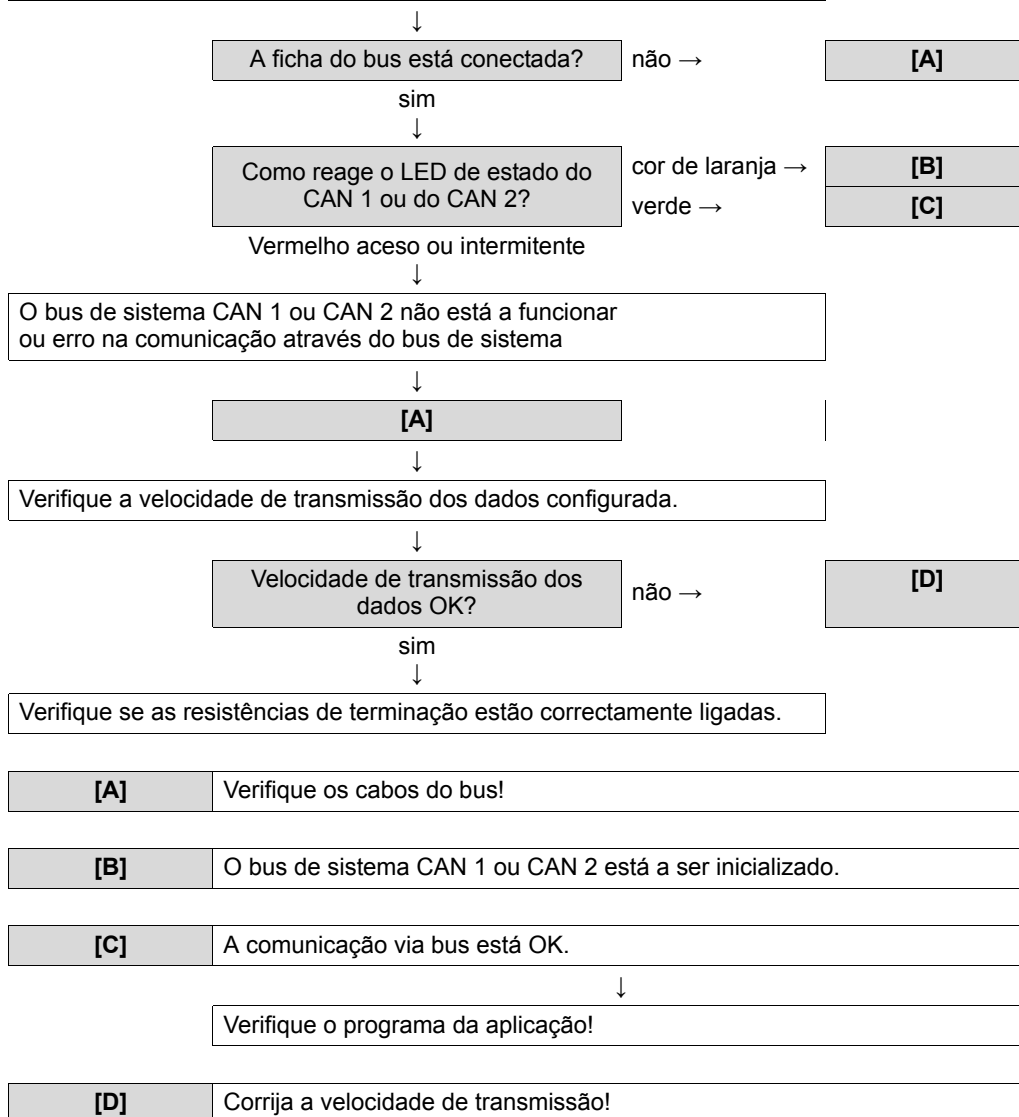 ↓
A ficha do bus está conectada? não → [A]
sim
↓
Como reage o LED de estado do cor de laranja → [B]
CAN 1 ou do CAN 2? verde → [C]
Vermelho aceso ou intermitente
↓
O bus de sistema CAN 1 ou CAN 2 não está a funcionar
ou erro na comunicação através do bus de sistema
↓
[A]
↓
Verifique a velocidade de transmissão dos dados configurada.
↓
Velocidade de transmissão dos
dados OK? não → [D]
sim
↓
Verifique se as resistências de terminação estão correctamente ligadas.
[A] Verifique os cabos do bus!
[B] O bus de sistema CAN 1 ou CAN 2 está a ser inicializado.
[C] A comunicação via bus está OK.
↓
Verifique o programa da aplicação!
[D] Corrija a velocidade de transmissão!